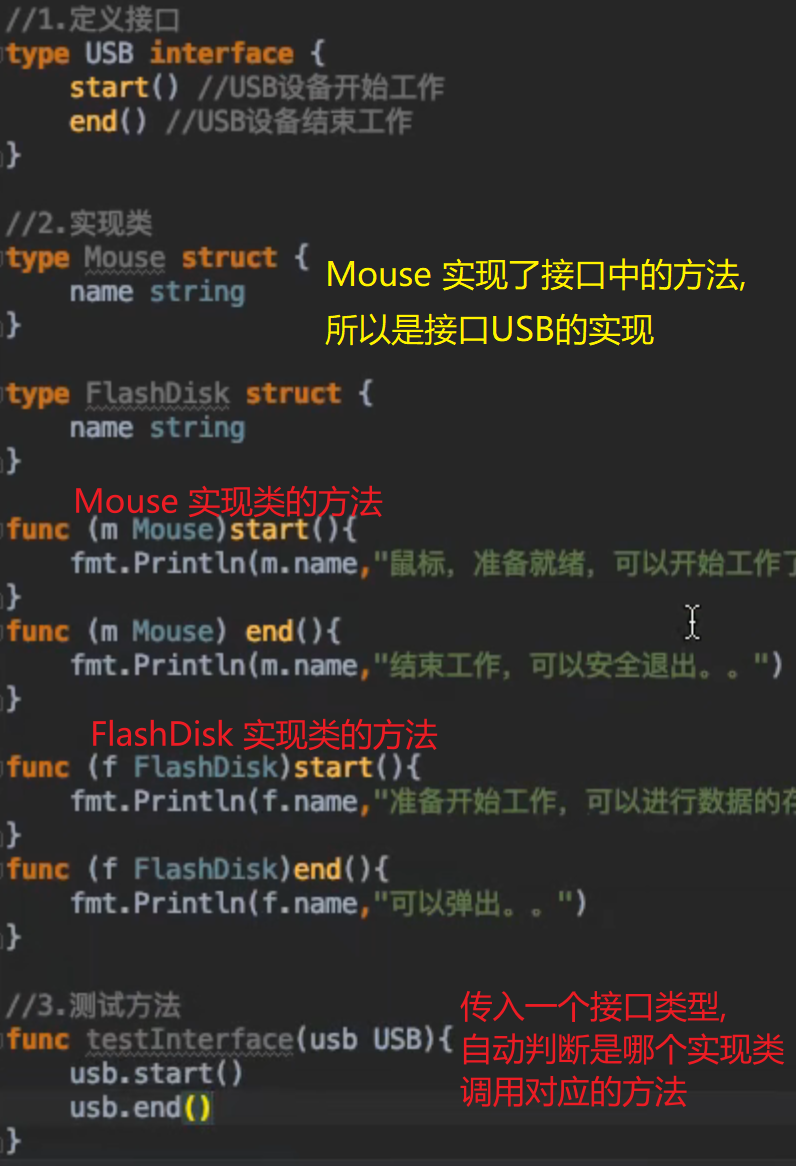 //1.定义接口
type USB interface {
start() //USB设备开始工作
end() //USB设备结束工作
}
//2.实现类
type Mouse struct {
name string
}
Mouse 实现了接口中的方法,
所以是接口USB的实现
type FlashDisk struct {
name string
}
Mouse 实现类的方法
func (m Mouse)start(){
fmt.Println(m.name,"鼠标，准备就绪，可以开始工作了
}
func (m Mouse) end(){
fmt.Println(m.name,"结束工作，可以安全退出。。")
}
FlashDisk 实现类的方法
func (f FlashDisk)start(){
fmt.Println(f.name,"准备开始工作，可以进行数据的存
}
func (f FlashDisk)end(){
fmt.Println(f.name,"可以弹出。。")
}
//3.测试方法
func testInterface(usb USB){
usb.start()
usb.end()
}
传入一个接口类型,
自动判断是哪个实现类
调用对应的方法